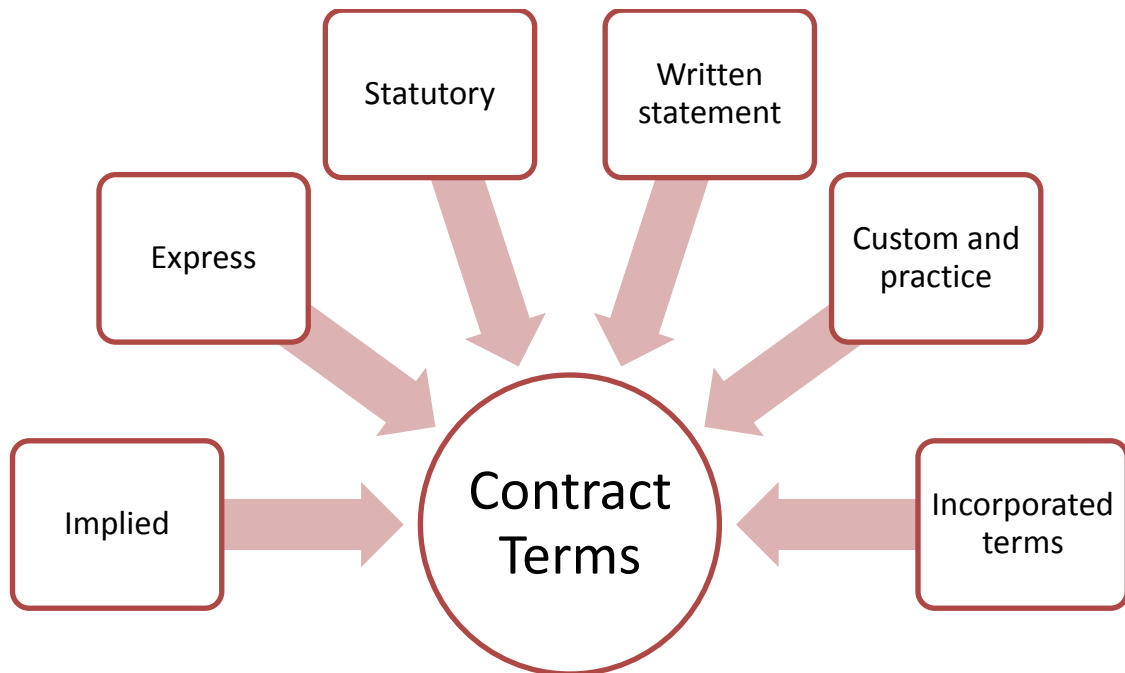 Statutory
Written
statement
Express
Custom and
practice
Implied
Contract
Terms
Incorporated
terms